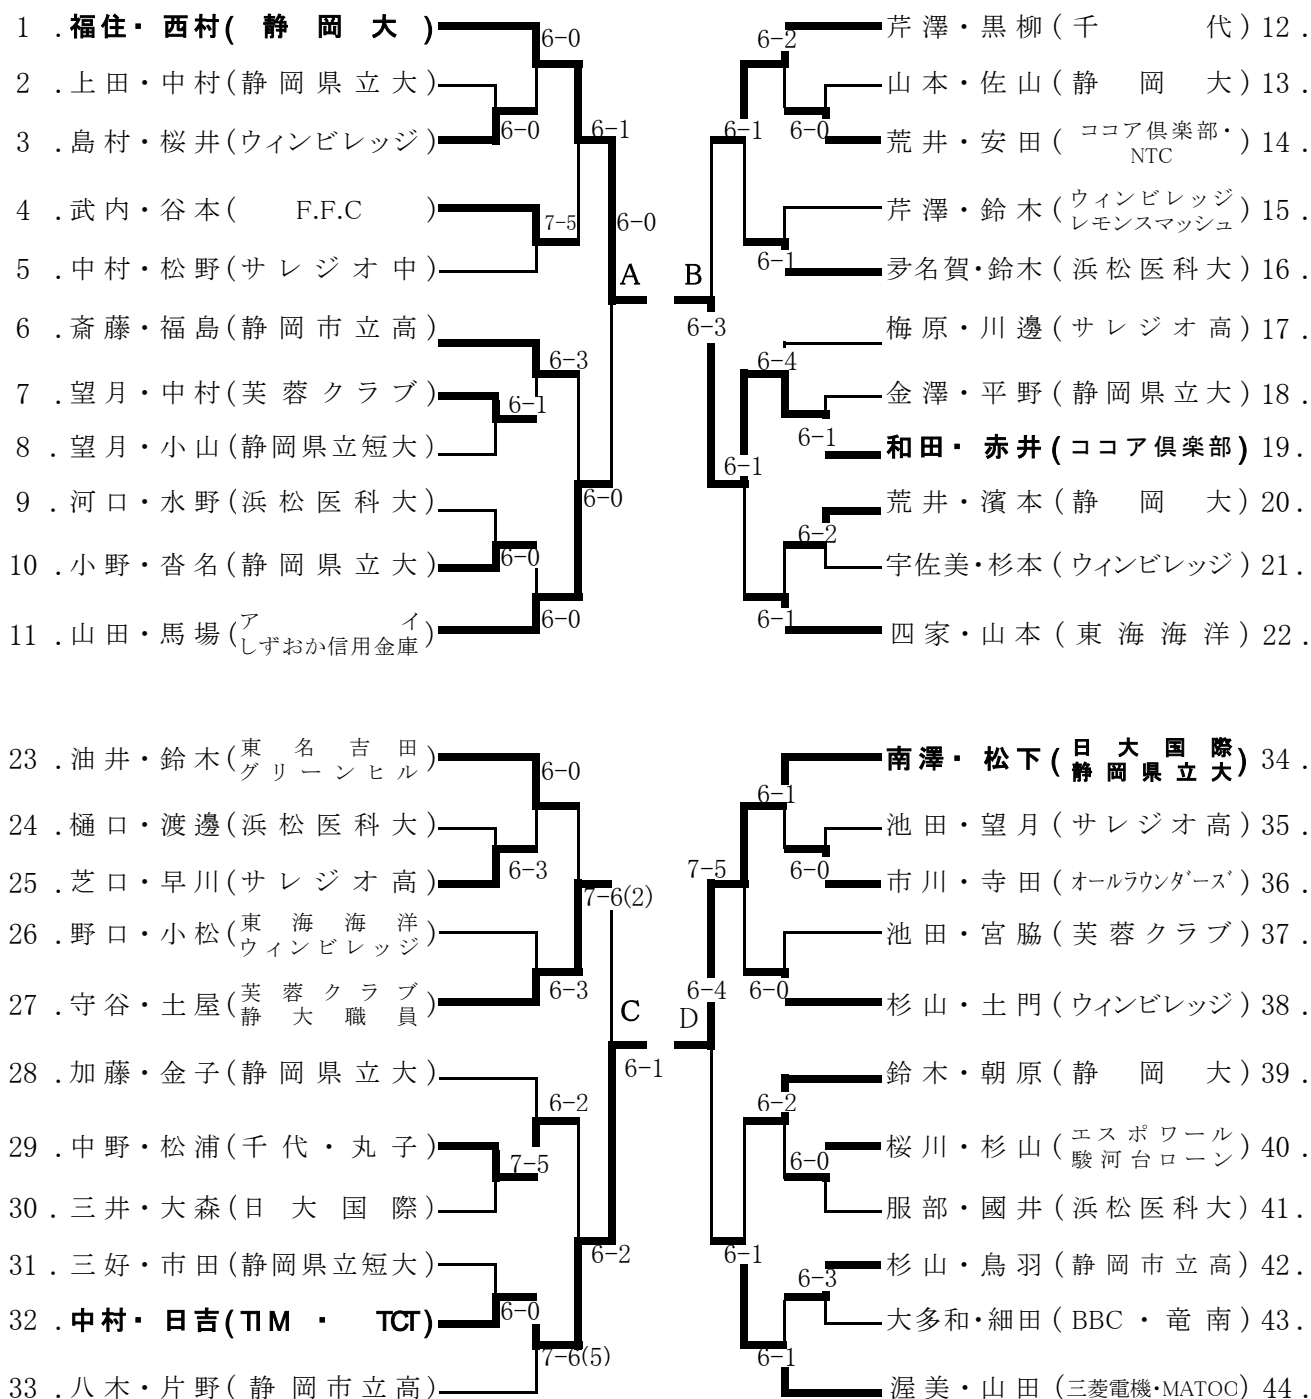 1 .福住・西村(静岡大)
6-0
2 .上田・中村(静岡県立大)
6-0
6-1
3 .島村・桜井(ウィンビレッジ)
4 .武内・谷本(F.F.C)
7-5
6-0
5 .中村・松野(サレジオ中)
A
6 .斎藤・福島(静岡市立高)
6-3
7 .望月・中村(芙蓉クラブ)
6-1
8 .望月・小山(静岡県立短大)
9 .河口・水野(浜松医科大)
6-0
10 .小野・沓名(静岡県立大)
6-0
11 .山田・馬場(アイ
しずおか信用金庫)
6-0
芹澤・黒柳(千代)12.
6-2
山本・佐山(静岡大)13.
6-1
6-0
荒井・安田(ココア倶楽部・
NTC)14.
芹澤・鈴木(ウィンビレッジ
レモンスマッシュ)15.
6-1
夛名賀・鈴木(浜松医科大)16.
B
6-3
梅原・川邊(サレジオ高)17.
6-4
金澤・平野(静岡県立大)18.
6-1
和田・赤井(ココア倶楽部)19.
6-1
荒井・濱本(静岡大)20.
6-2
宇佐美・杉本(ウィンビレッジ)21.
6-1
四家・山本(東海海洋)22.
23 .油井・鈴木(東名吉田
グリーンヒル)
6-0
24 .樋口・渡邊(浜松医科大)
6-3
25 .芝口・早川(サレジオ高)
7-6(2)
26 .野口・小松(東海海洋
ウィンビレッジ)
6-3
27 .守谷・土屋(芙蓉クラブ
静大職員)
C
6-1
28 .加藤・金子(静岡県立大)
6-2
29 .中野・松浦(千代・丸子)
7-5
30 .三井・大森(日大国際)
6-2
31 .三好・市田(静岡県立短大)
6-0
32 .中村・日吉(TIM・TCT)
7-6(5)
33 .八木・片野(静岡市立高)
南澤・松下(日大国際
静岡県立大)34.
6-1
池田・望月(サレジオ高)35.
7-5
6-0
市川・寺田(オールラウンダーズ)36.
池田・宮脇(芙蓉クラブ)37.
6-4
6-0
杉山・土門(ウィンビレッジ)38.
D
鈴木・朝原(静岡大)39.
6-2
桜川・杉山(エスポワール
駿河台ローン)40.
6-0
服部・國井(浜松医科大)41.
6-1
杉山・鳥羽(静岡市立高)42.
6-3
大多和・細田(BBC・竜南)43.
6-1
渥美・山田(三菱電機・MATOC)44.